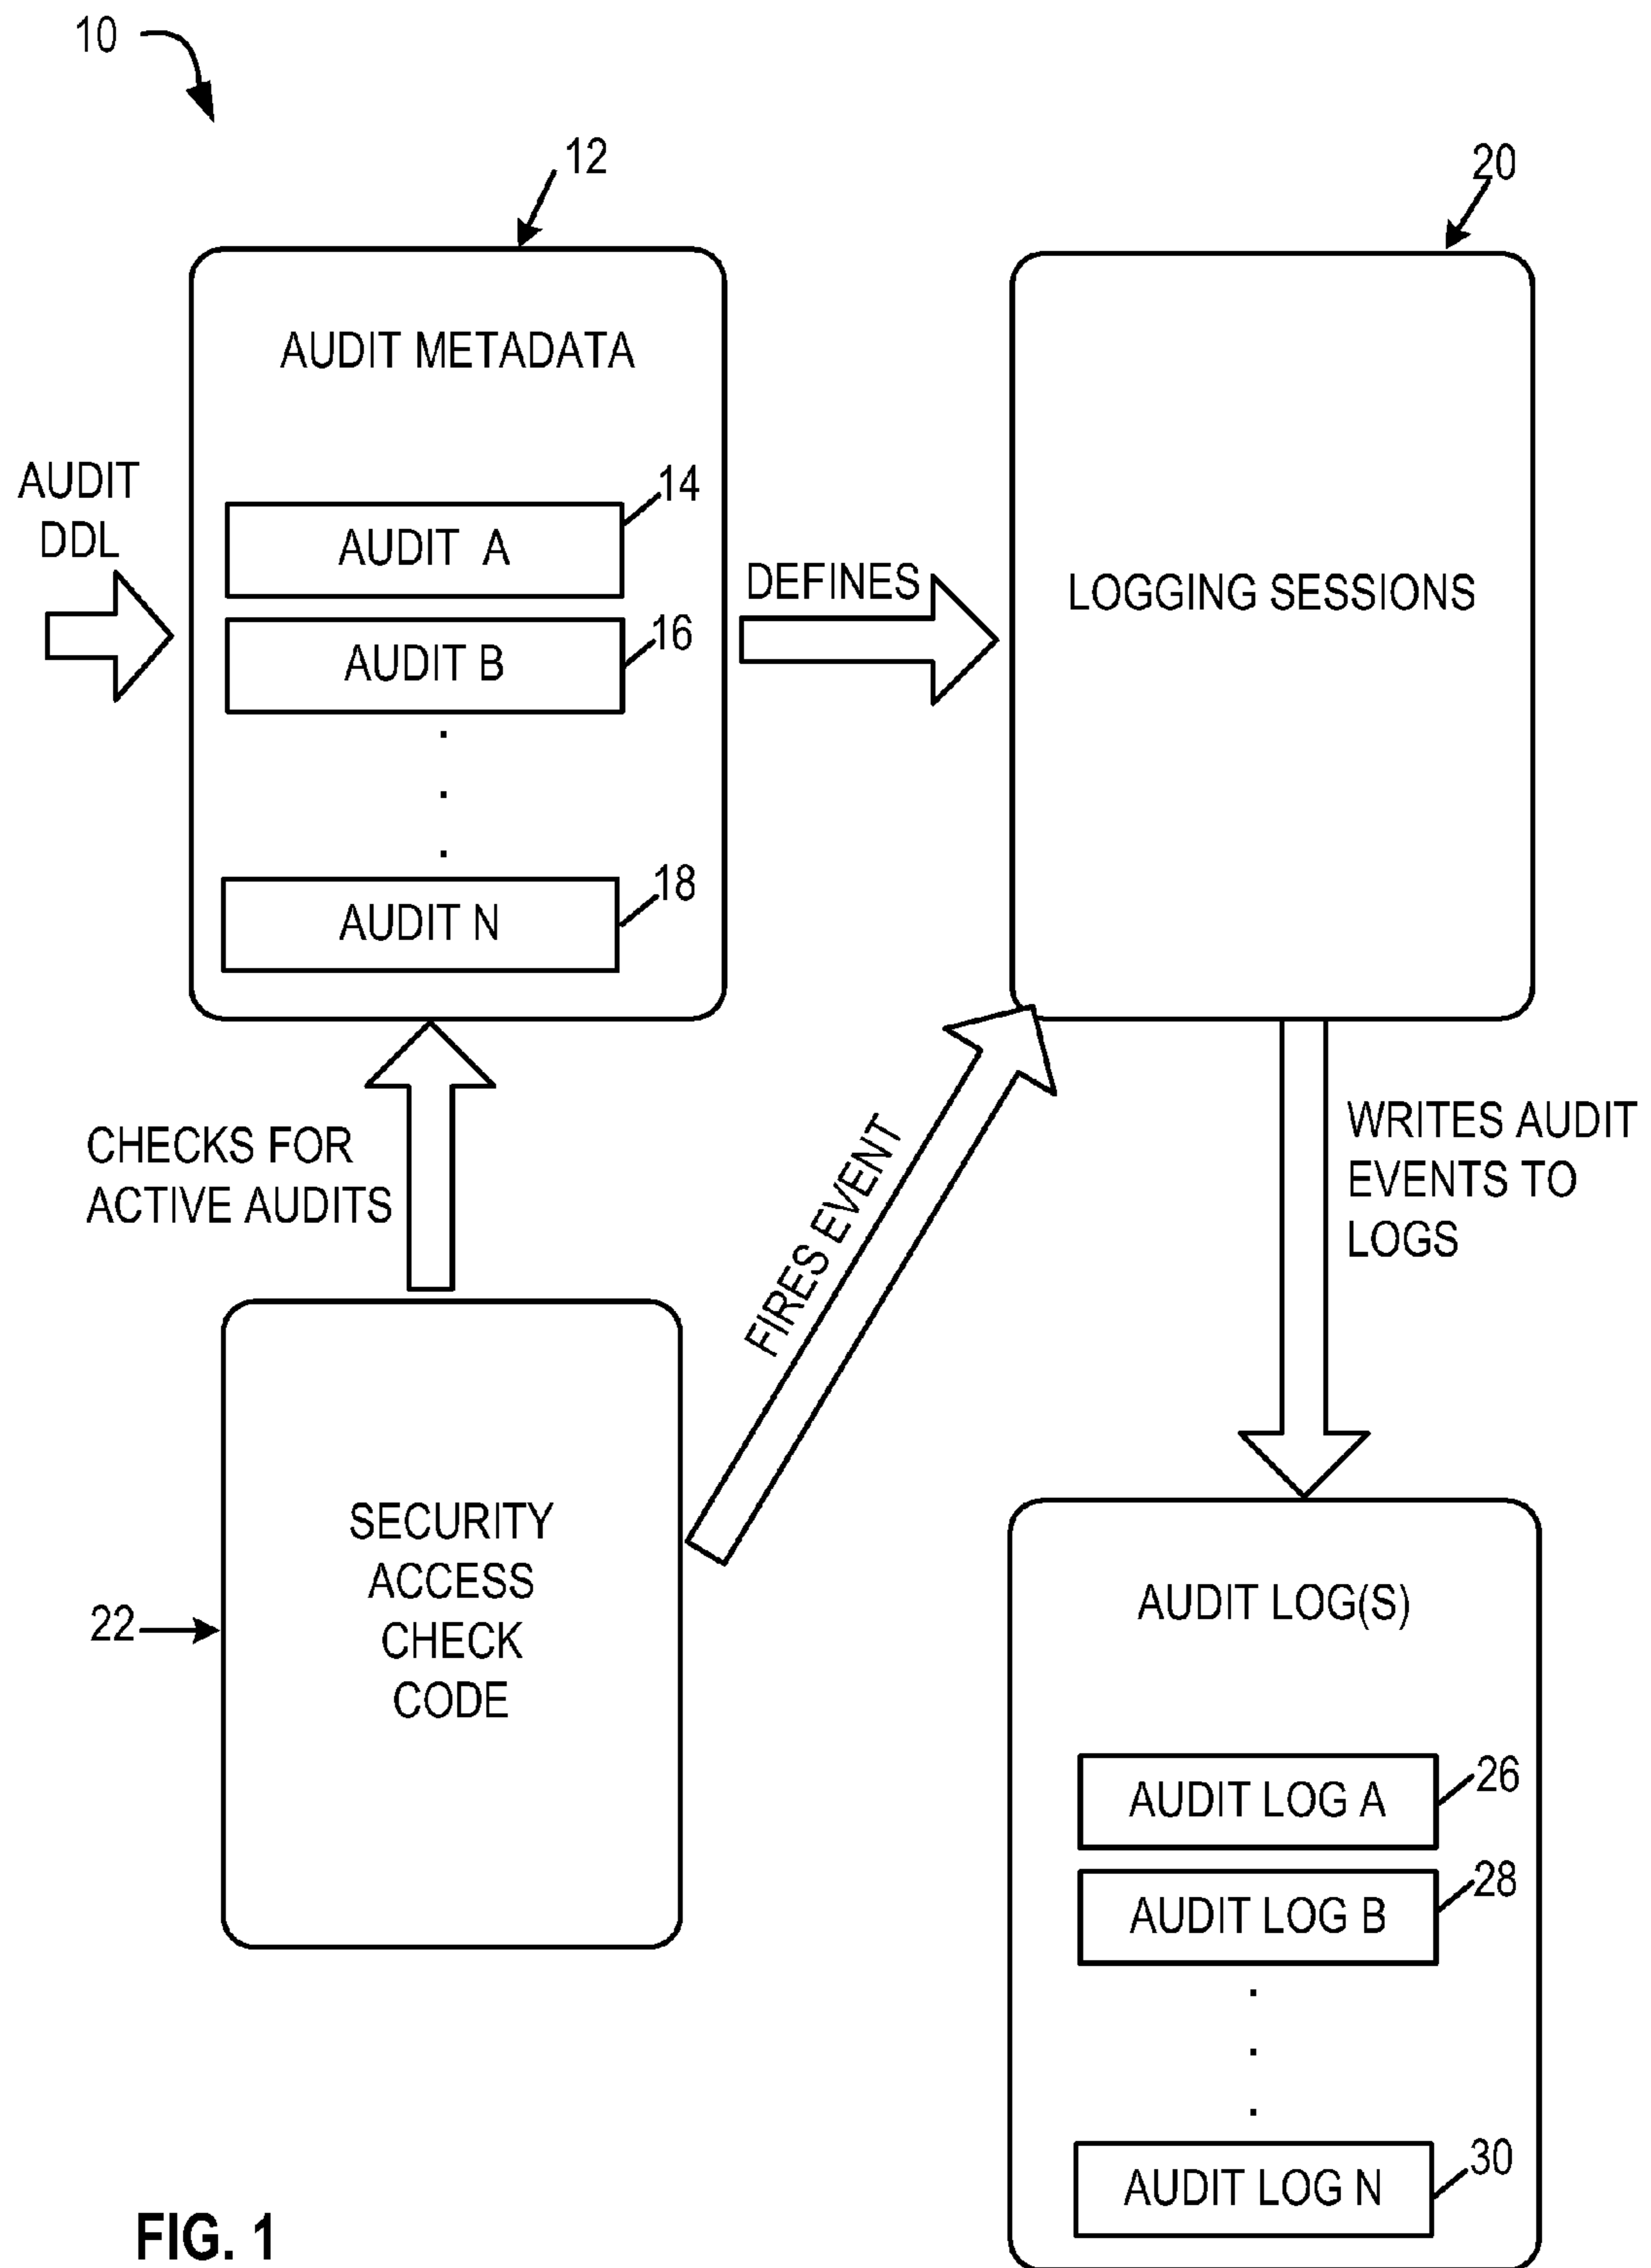 10
12
20
AUDIT METADATA
AUDIT
DDL
14
AUDIT A
16
AUDIT B
.
.
.
18
AUDIT N
DEFINES
LOGGING SESSIONS
CHECKS FOR
ACTIVE AUDITS
FIRES EVENT
WRITES AUDIT
EVENTS TO
LOGS
22
SECURITY
ACCESS
CHECK
CODE
AUDIT LOG(S)
26
AUDIT LOG A
28
AUDIT LOG B
.
.
.
30
AUDIT LOG N
FIG. 1